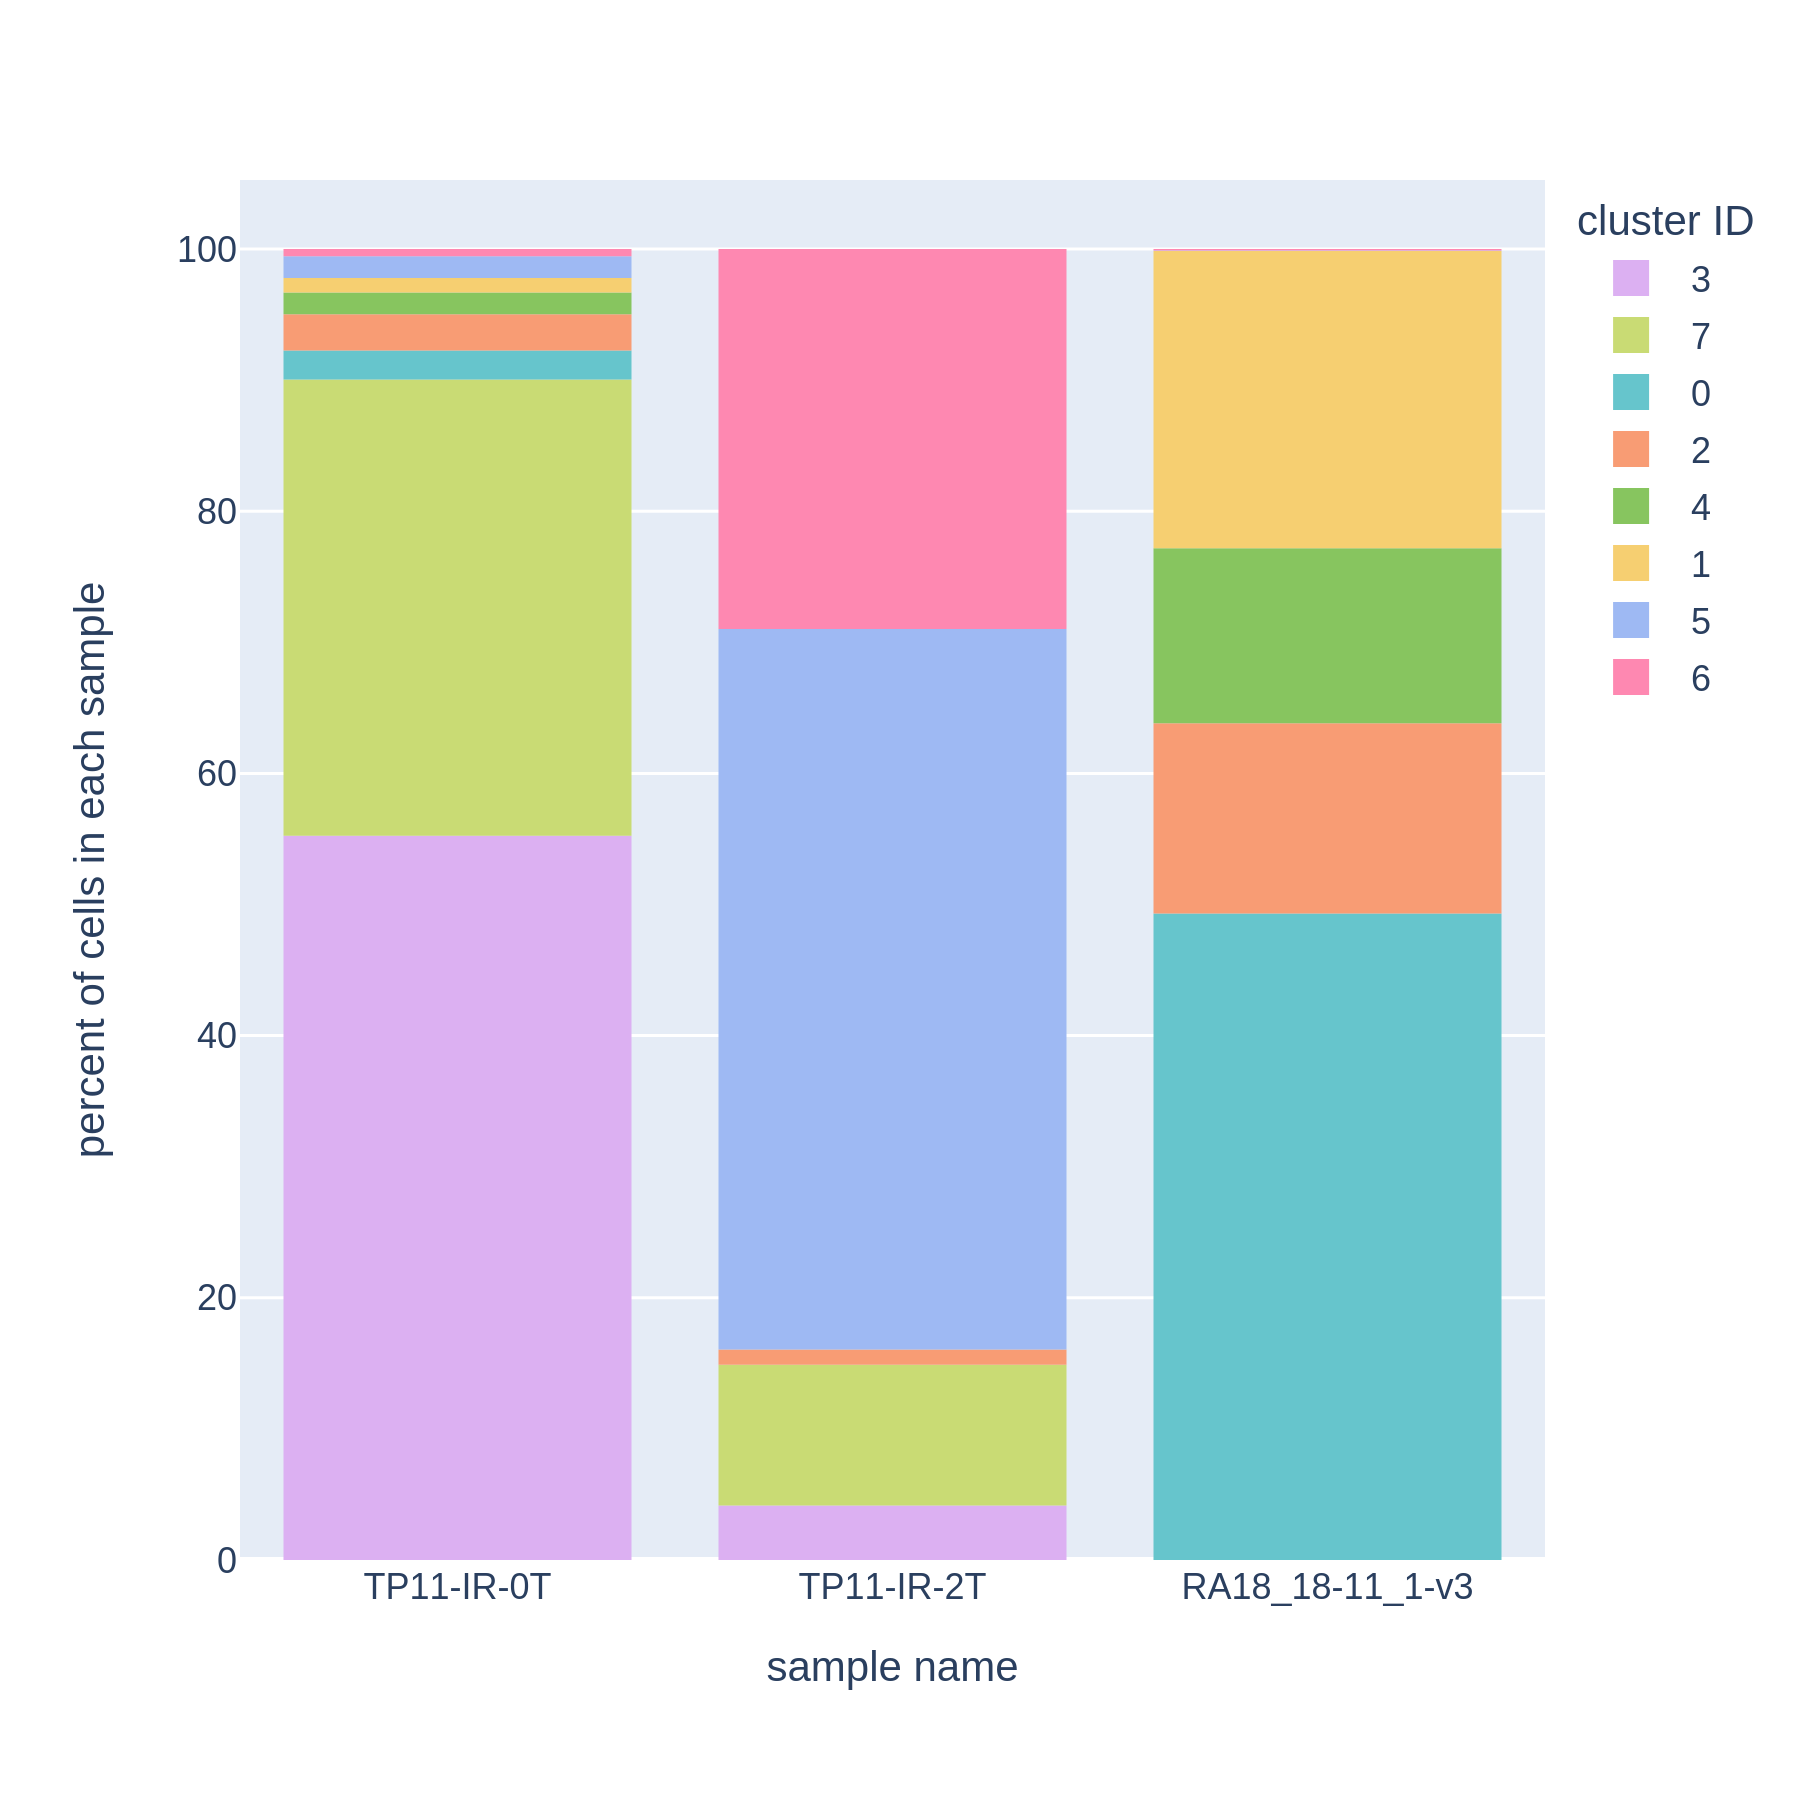 cluster ID
3
7
0
2
4
1
5
6
100
80
60
40
20
0
percent of cells in each sample
TP11-IR-0T
TP11-IR-2T
RA18_18-11_1-v3
sample name